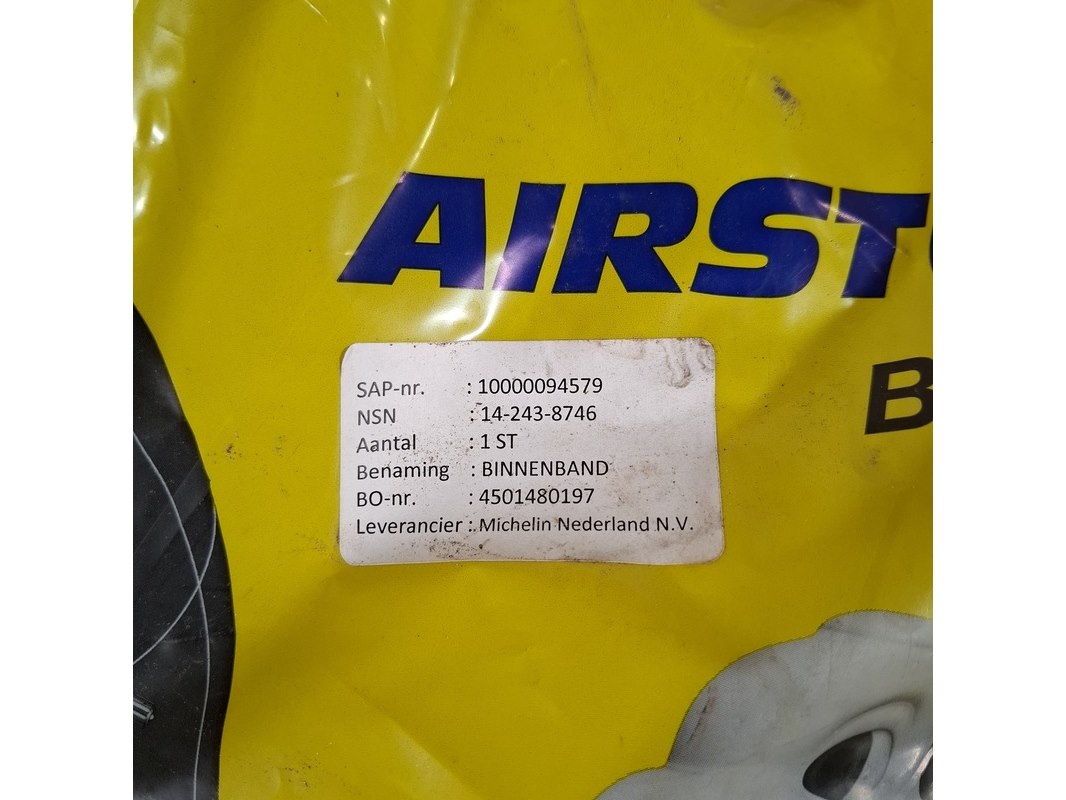 AIRST
B
SAP-nr. : 10000094579
NSN : 14-243-8746
Aantal : 1 ST
Benaming : BINNENBAND
BO-nr. : 4501480197
Leverancier : Michelin Nederland N.V.